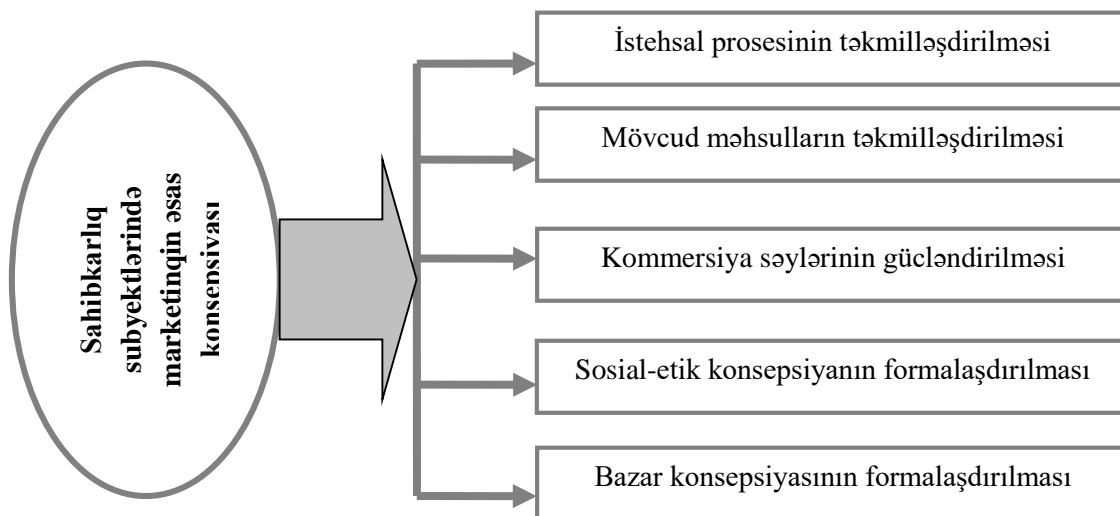 Sahibkarlıq
subyektlərində
marketinqin əsas
konsepsiyası
İstehsal prosesinin təkmilləşdirilməsi
Mövcud məhsulların təkmilləşdirilməsi
Kommersiya səylərinin gücləndirilməsi
Sosial-etik konsepsiyanın formalaşdırılması
Bazar konsepsiyasının formalaşdırılması